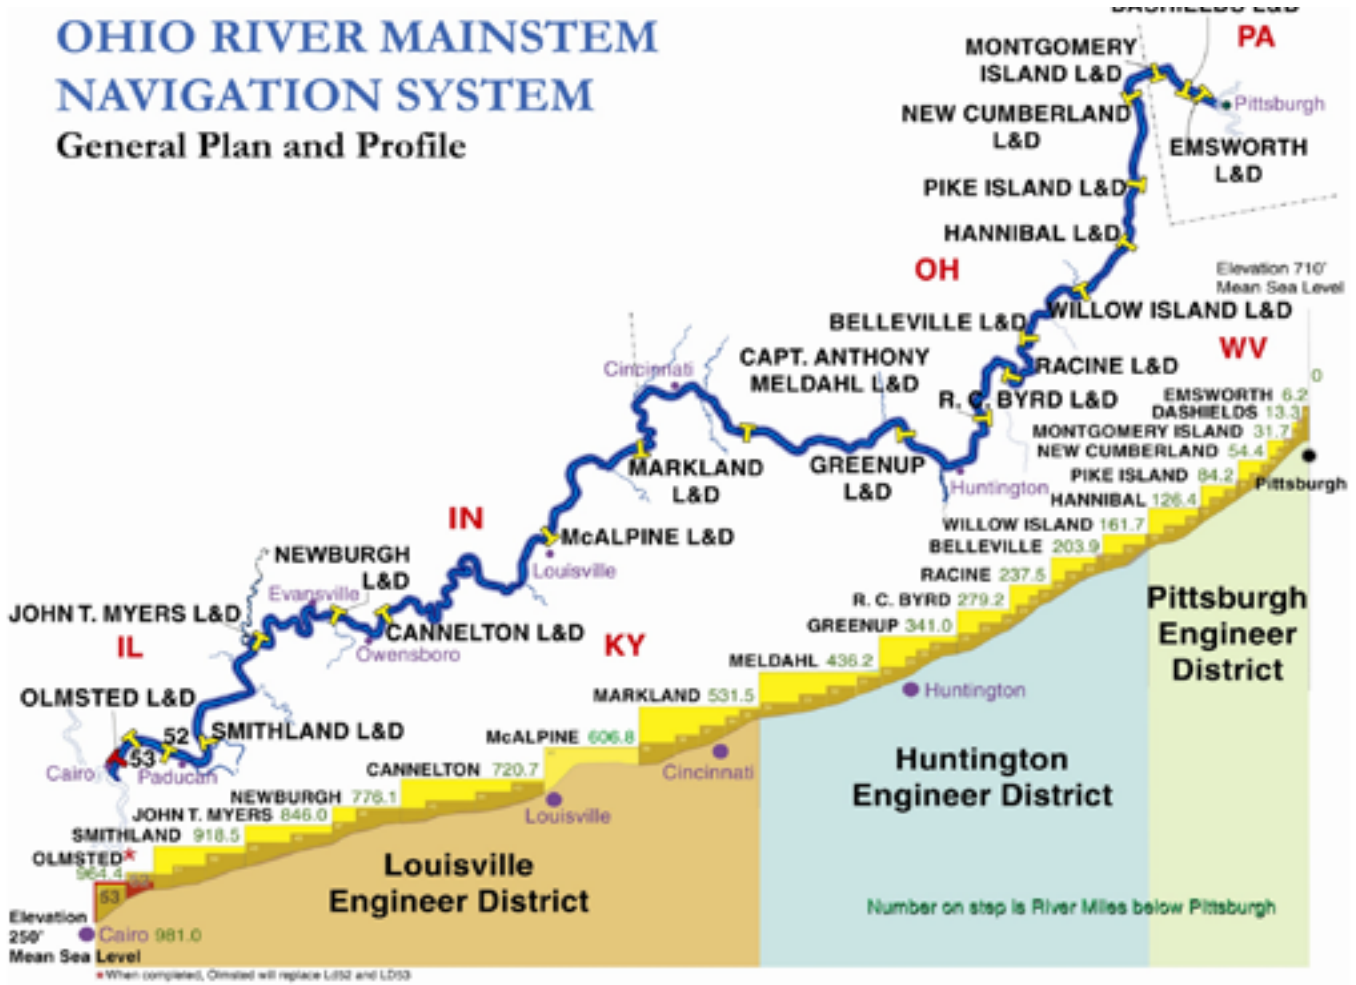 OHIO RIVER MAINSTEM
NAVIGATION SYSTEM
General Plan and Profile
DASHIELDS L&D
PA
MONTGOMERY
ISLAND L&D
Pittsburgh
NEW CUMBERLAND
L&D
EMSWORTH
L&D
PIKE ISLAND L&D
HANNIBAL L&D
OH
Elevation 710'
Mean Sea Level
WILLOW ISLAND L&D
BELLEVILLE L&D
WV
CAPT. ANTHONY
MELDAHL L&D
Cincinnati
RACINE L&D
R. C. BYRD L&D
MARKLAND
L&D
GREENUP
L&D
Huntington
IN
McALPINE L&D
Louisville
NEWBURGH
L&D
Evansville
JOHN T. MYERS L&D
CANNELTON L&D
Owensboro
IL
KY
OLMSTED L&D
52
SMITHLAND L&D
53
Cairo
Paducah
0
EMSWORTH 6.2
DASHIELDS 13.3
MONTGOMERY ISLAND 31.7
NEW CUMBERLAND 54.4
PIKE ISLAND 84.2
Pittsburgh
HANNIBAL 126.4
WILLOW ISLAND 161.7
BELLEVILLE 203.9
RACINE 237.5
R. C. BYRD 279.2
GREENUP 341.0
MELDAHL 436.2
Huntington
MARKLAND 531.5
McALPINE 606.8
Cincinnati
CANNELTON 720.7
NEWBURGH 776.1
Louisville
JOHN T. MYERS 846.0
SMITHLAND 918.5
OLMSTED*
964.4
53
Pittsburgh
Engineer
District
Huntington
Engineer District
Louisville
Engineer District
Number on step is River Miles below Pittsburgh
Elevation
250'
Mean Sea Level
Cairo 981.0
*When completed, Olmsted will replace Ld52 and LD53